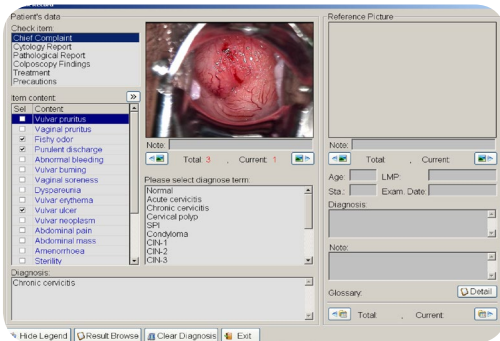 Patient's data
Check item:
Chief Complaint
Cytology Report
Pathological Report
Colposcopy Findings
Treatment
Precautions
Item content: >>
Sel Content
Vulvar pruritus
Vaginal pruritus
Fishy odor
Purulent discharge
Abnormal bleeding
Vulvar burning
Vaginal soreness
Dyspareunia
Vulvar erythema
Vulvar ulcer
Vulvar neoplasm
Abdominal pain
Abdominal mass
Amenorrhoea
Sterility
Note:
Total: 3 , Current: 1
Please select diagnose term:
Normal
Acute cervicitis
Chronic cervicitis
Cervical polyp
SPI
Condyloma
CIN-1
CIN-2
CIN-3
Diagnosis:
Chronic cervicitis
Reference Picture
Note:
Total: , Current:
Age: LMP:
Sta.: Exam. Date:
Diagnosis:
Note:
Glossary: Detail
Total: , Current:
Hide Legend Result Browse Clear Diagnosis Exit